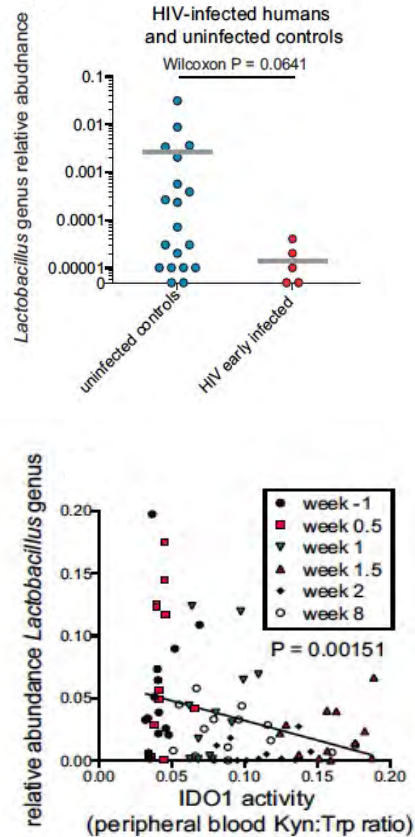 HIV-infected humans
and uninfected controls
Wilcoxon P = 0.0641
Lactobacillus genus relative abudnance
0.1
0.01
0.001
0.0001
0.00001
0
uninfected controls
HIV early infected
relative abundance Lactobacillus genus
0.20
0.15
0.10
0.05
0.00
week -1
week 0.5
week 1
week 1.5
week 2
week 8
P = 0.00151
0.00 0.05 0.10 0.15 0.20
IDO1 activity
(peripheral blood Kyn:Trp ratio)